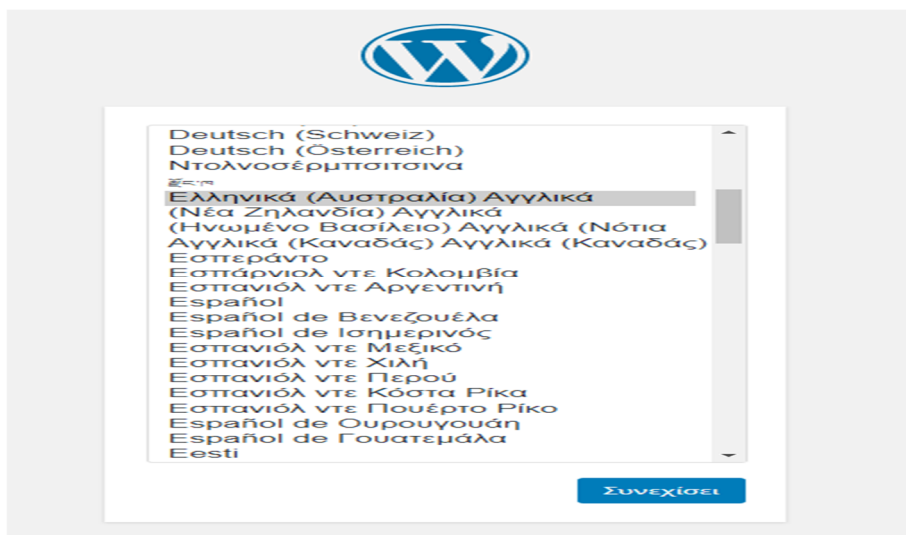 Deutsch (Schweiz)
Deutsch (Österreich)
Ντολνοσέρμπσιτσινα
Ελληνικά (Αυστραλία) Αγγλικά
(Νέα Ζηλανδία) Αγγλικά
(Ηνωμένο Βασίλειο) Αγγλικά (Νότια
Αγγλικά (Καναδάς) Αγγλικά (Καναδάς)
Εσπεράντο
Εσπάρνιολ ντε Κολομβία
Εσπανιόλ ντε Αργεντινή
Español
Español de Βενεζουέλα
Español de Ισημερινός
Εσπανιόλ ντε Μεξικό
Εσπανιόλ ντε Χιλή
Εσπανιόλ ντε Περού
Εσπανιόλ ντε Κόστα Ρίκα
Εσπανιόλ ντε Πουέρτο Ρίκο
Español de Ουρουγουάη
Español de Γουατεμάλα
Eesti
Συνεχίσει